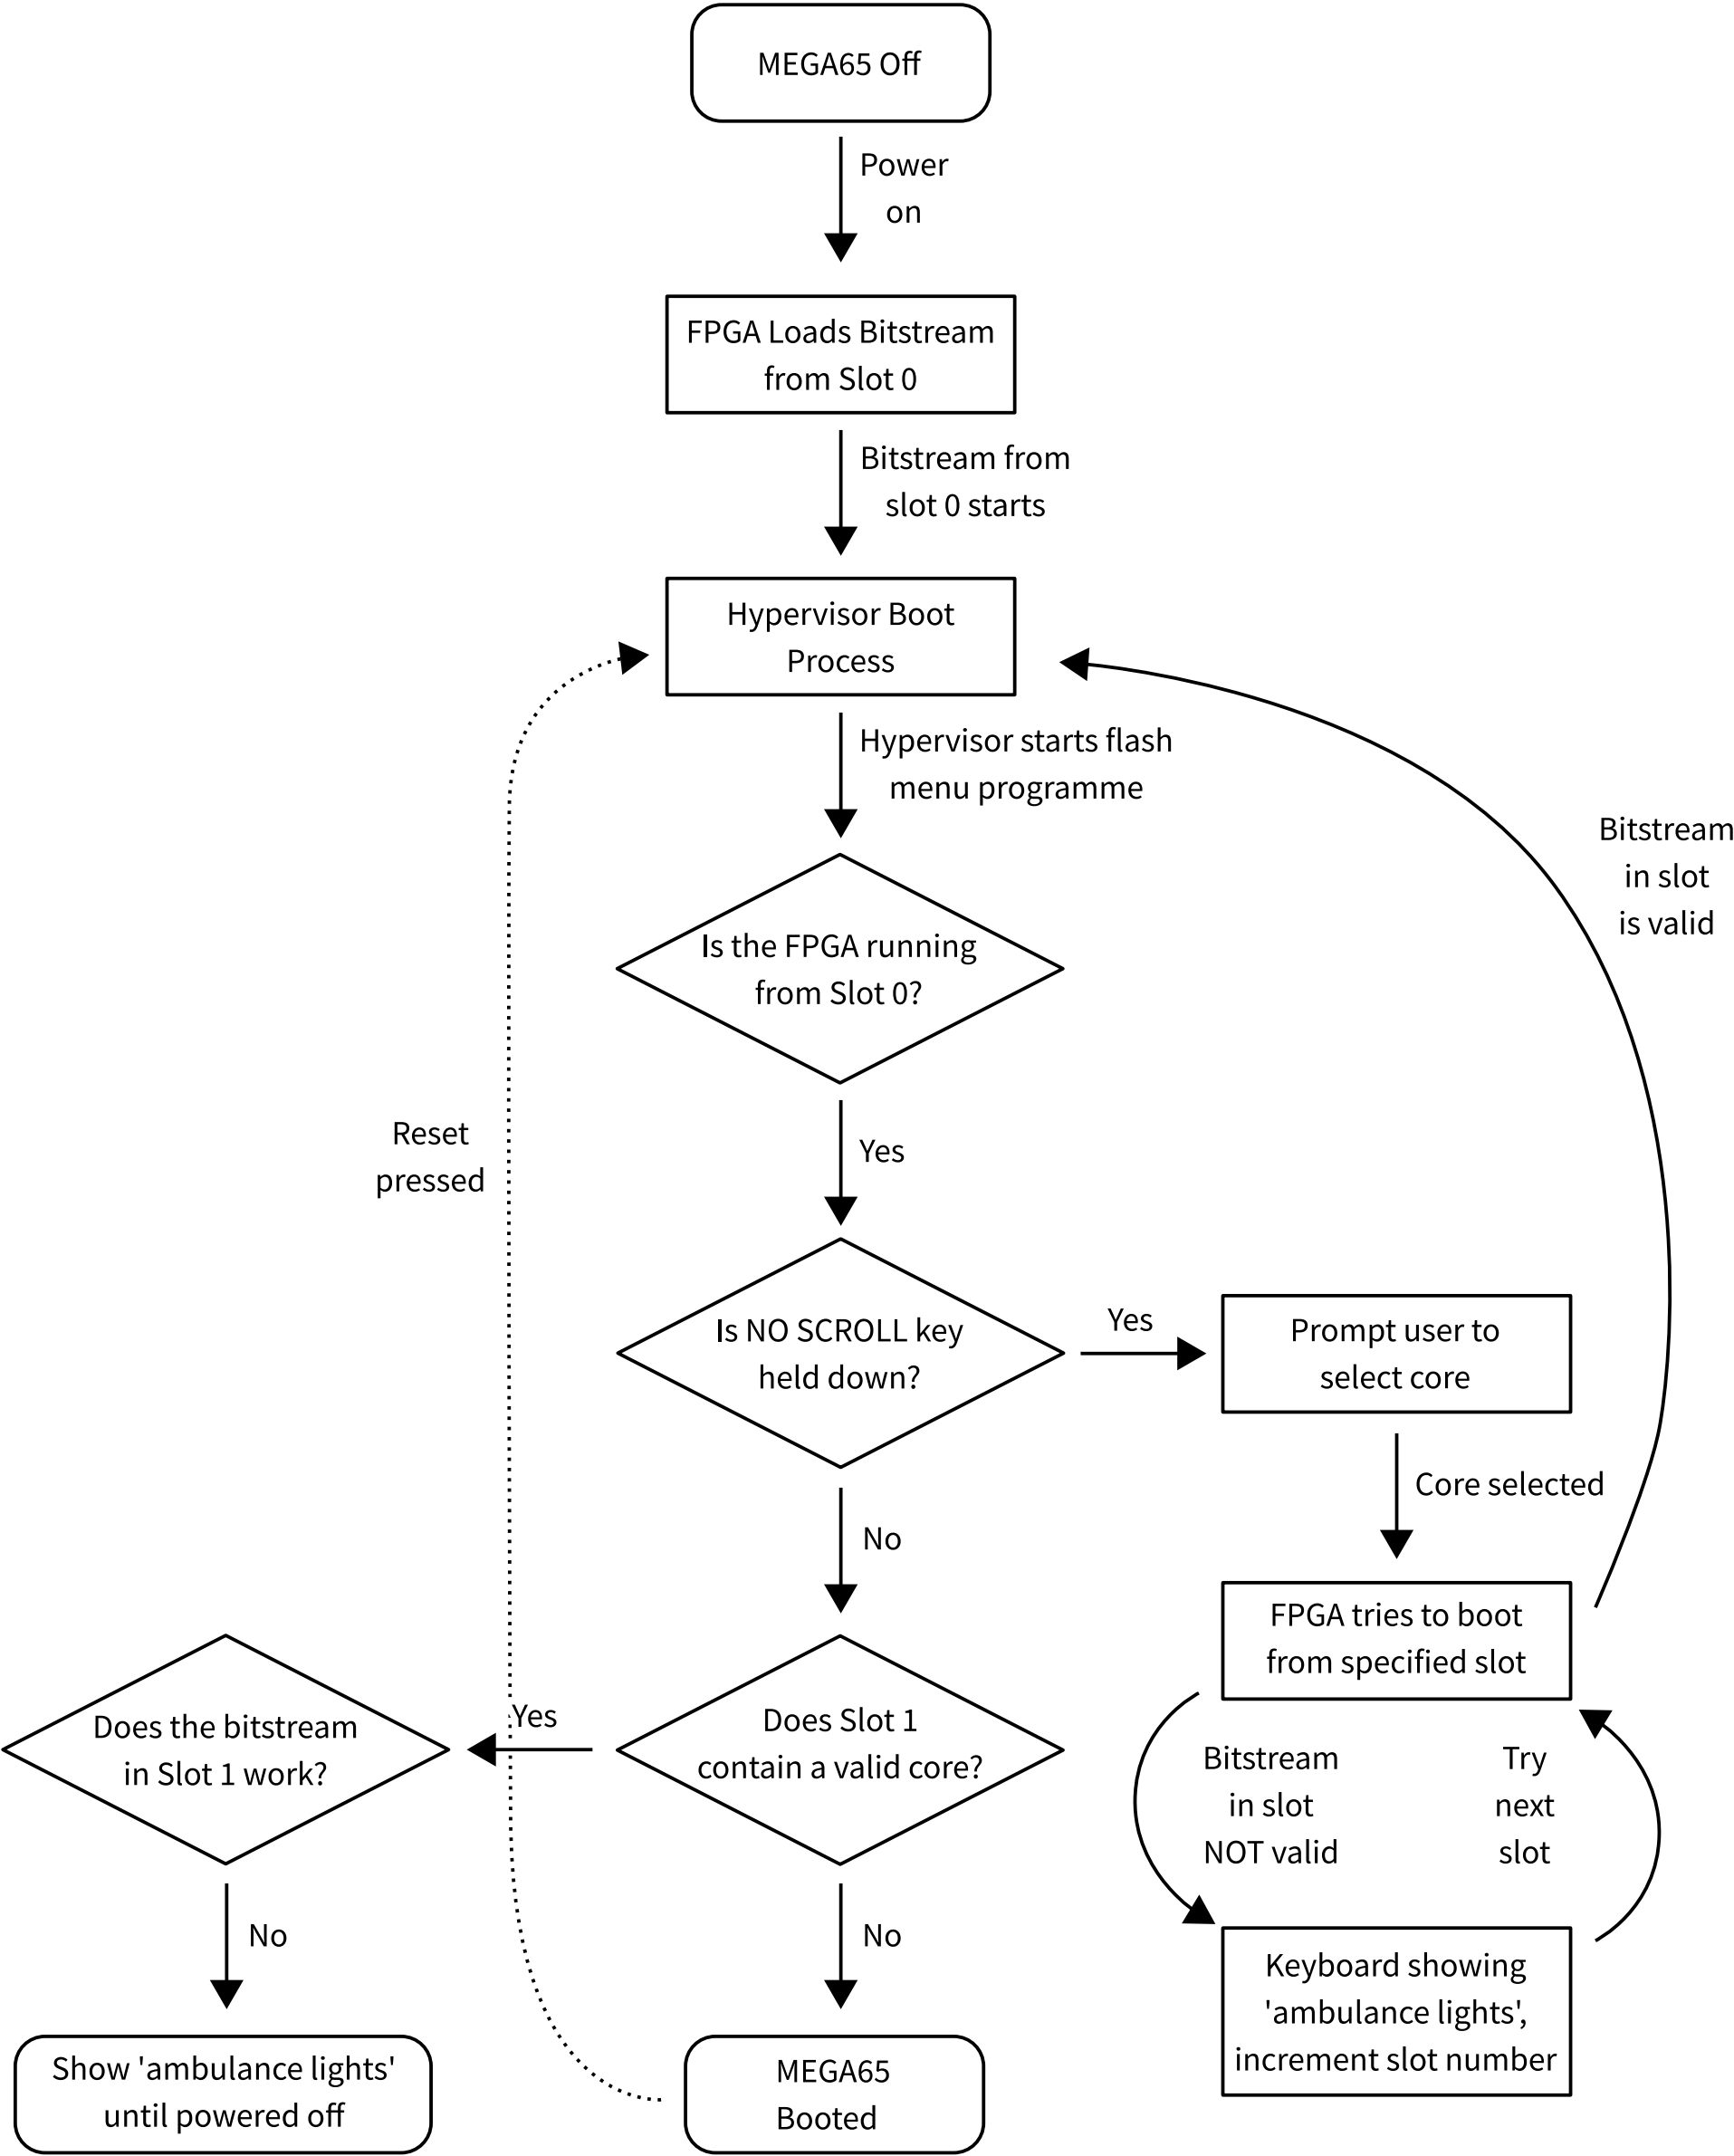 MEGA65 Off
Power
on
FPGA Loads Bitstream
from Slot 0
Bitstream from
slot 0 starts
Hypervisor Boot
Process
Hypervisor starts flash
menu programme
Bitstream
in slot
is valid
Is the FPGA running
from Slot 0?
Reset
pressed
Yes
Is NO SCROLL key
held down?
Yes
Prompt user to
select core
Core selected
No
FPGA tries to boot
from specified slot
Does the bitstream
in Slot 1 work?
Yes
Does Slot 1
contain a valid core?
Bitstream
in slot
NOT valid
Try
next
slot
No
No
Keyboard showing
'ambulance lights',
increment slot number
Show 'ambulance lights'
until powered off
MEGA65
Booted